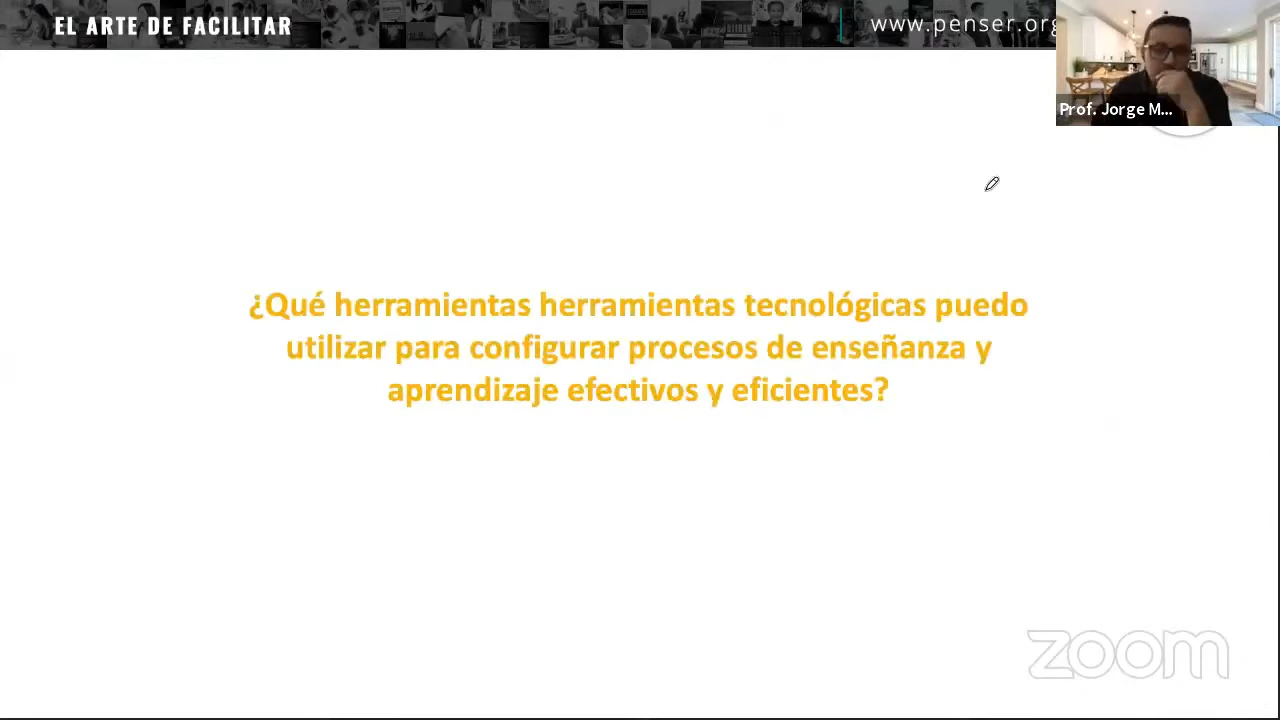 EL ARTE DE FACILITAR
www.penser.org
Prof. Jorge M...
¿Qué herramientas herramientas tecnológicas puedo
utilizar para configurar procesos de enseñanza y
aprendizaje efectivos y eficientes?
zoom